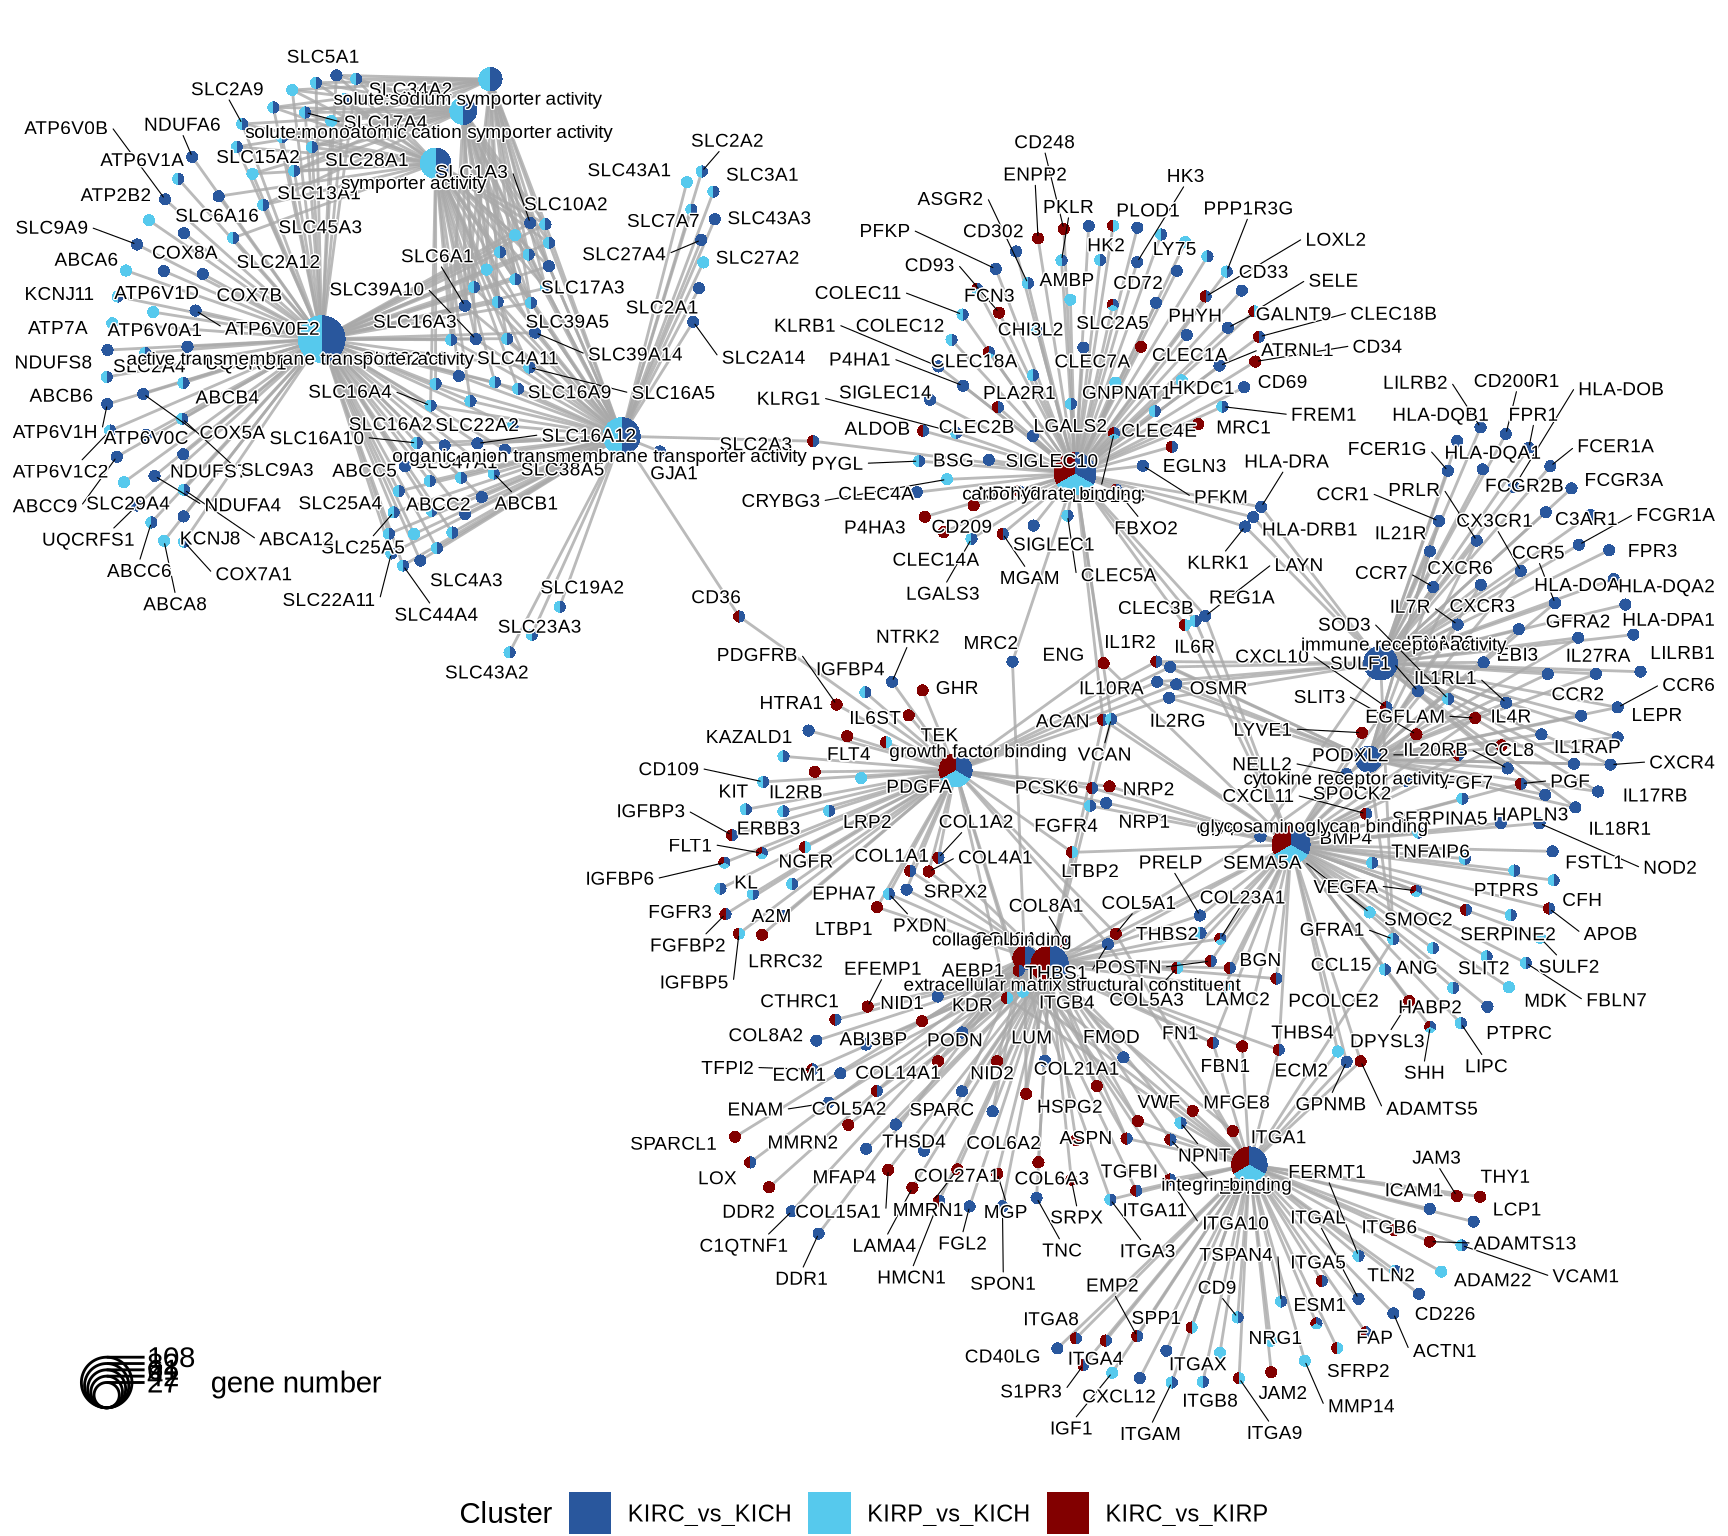 SLC5A1
SLC2A9
SLC34A2
solute:sodium symporter activity
ATP6V0B
NDUFA6
SLC17A4
solute:monoatomic cation symporter activity
ATP6V1A
SLC15A2
SLC28A1
SLC1A3
symporter activity
ATP2B2
SLC13A1
SLC6A16
SLC45A3
SLC9A9
COX8A
SLC2A12
ABCA6
KCNJ11
ATP6V1D
COX7B
ATP7A
ATP6V0A1
ATP6V0E2
NDUFS8
SLC2A4
UQCRC1
active transmembrane transporter activity
ABCB6
ABCB4
ATP6V1H
ATP6V0C
COX5A
ATP6V1C2
SLC9A3
ABCC9
SLC29A4
NDUFA4
UQCRFS1
KCNJ8
ABCA12
ABCC6
COX7A1
ABCA8
SLC10A2
SLC6A1
SLC39A10
SLC17A3
SLC16A3
SLC39A5
SLC4A11
SLC39A14
SLC16A4
SLC16A9
SLC16A5
SLC16A2
SLC22A2
SLC16A10
SLC16A12
organic anion transmembrane transporter activity
SLC47A1
ABCC5
SLC38A5
GJA1
SLC25A4
ABCC2
ABCB1
SLC25A5
SLC4A3
SLC22A11
SLC44A4
SLC19A2
SLC23A3
SLC43A2
SLC2A2
SLC43A1
SLC3A1
SLC7A7
SLC43A3
SLC27A4
SLC27A2
SLC2A1
SLC2A14
SLC2A3
CD248
ENPP2
HK3
ASGR2
PKLR
PLOD1
PPP1R3G
PFKP
CD302
HK2
LY75
LOXL2
CD93
AMBP
CD72
CD33
SELE
COLEC11
FCN3
PHYH
GALNT9
CLEC18B
KLRB1
COLEC12
CHI3L2
SLC2A5
P4HA1
CLEC18A
CLEC7A
CLEC1A
ATRNL1
CD34
SIGLEC14
PLA2R1
GNPNAT1
HKDC1
CD69
KLRG1
FREM1
ALDOB
CLEC2B
LGALS2
CLEC4E
MRC1
PYGL
BSG
SIGLEC10
EGLN3
CRYBG3
CLEC4A
carbohydrate binding
PFKM
P4HA3
CD209
FBXO2
CLEC14A
SIGLEC1
LGALS3
MGAM
CLEC5A
KLRK1
HLA-DRA
HLA-DRB1
LAYN
CLEC3B
REG1A
LILRB2
CD200R1
HLA-DOB
HLA-DQB1
FPR1
FCER1G
HLA-DQA1
FCER1A
CCR1
PRLR
FCGR2B
FCGR3A
IL21R
CX3CR1
C3AR1
FCGR1A
CCR7
CXCR6
CCR5
FPR3
IL7R
CXCR3
HLA-DOA
HLA-DQA2
SOD3
GFRA2
HLA-DPA1
immune receptor activity
CXCL10
SULF1
EBI3
IL27RA
LILRB1
SLIT3
IL1RL1
CCR2
CCR6
LYVE1
EGFLAM
IL4R
LEPR
PODXL2
IL20RB
CCL8
IL1RAP
NELL2
CXCR4
cytokine receptor activity
FGF7
PGF
IL17RB
CXCL11
SPOCK2
SERPINA5
HAPLN3
IL18R1
glycosaminoglycan binding
BMP4
NOD2
SEMA5A
TNFAIP6
FSTL1
VEGFA
PTPRS
CFH
GFRA1
SMOC2
SERPINE2
APOB
CCL15
ANG
SLIT2
SULF2
PCOLCE2
HABP2
MDK
FBLN7
DPYSL3
PTPRC
SHH
LIPC
CD36
NTRK2
MRC2
ENG
IL1R2
IL6R
PDGFRB
IGFBP4
GHR
IL10RA
OSMR
HTRA1
IL6ST
ACAN
IL2RG
KAZALD1
FLT4
TEK
growth factor binding
VCAN
CD109
KIT
IL2RB
PDGFA
PCSK6
NRP2
IGFBP3
ERBB3
LRP2
COL1A2
FGFR4
NRP1
FLT1
NGFR
COL1A1
COL4A1
LTBP2
PRELP
IGFBP6
KL
EPHA7
SRPX2
COL8A1
COL5A1
COL23A1
FGFR3
A2M
LTBP1
PXDN
THBS2
FGFBP2
LRRC32
collagen binding
POSTN
BGN
IGFBP5
EFEMP1
AEBP1
THBS1
extracellular matrix structural constituent
CTHRC1
NID1
KDR
ITGB4
COL5A3
LAMC2
COL8A2
ABI3BP
PODN
LUM
FMOD
FN1
THBS4
TFPI2
ECM1
COL14A1
NID2
COL21A1
FBN1
ECM2
ENAM
COL5A2
SPARC
HSPG2
VWF
MFGE8
GPNMB
ADAMTS5
SPARCL1
MMRN2
THSD4
COL6A2
ASPN
NPNT
ITGA1
LOX
MFAP4
COL27A1
COL6A3
TGFBI
integrin binding
FERMT1
JAM3
THY1
DDR2
COL15A1
MMRN1
MGP
SRPX
ITGA11
ITGA10
ITGAL
ICAM1
LCP1
C1QTNF1
LAMA4
FGL2
TNC
ITGA3
TSPAN4
ITGB6
ADAMTS13
DDR1
HMCN1
SPON1
EMP2
CD9
ITGA5
TLN2
ADAM22
VCAM1
ITGA8
SPP1
ESM1
CD226
CD40LG
ITGA4
ITGAX
NRG1
FAP
ACTN1
S1PR3
CXCL12
ITGB8
JAM2
SFRP2
IGF1
ITGAM
ITGA9
MMP14
108
27
gene number
Cluster
KIRC_vs_KICH
KIRP_vs_KICH
KIRC_vs_KIRP